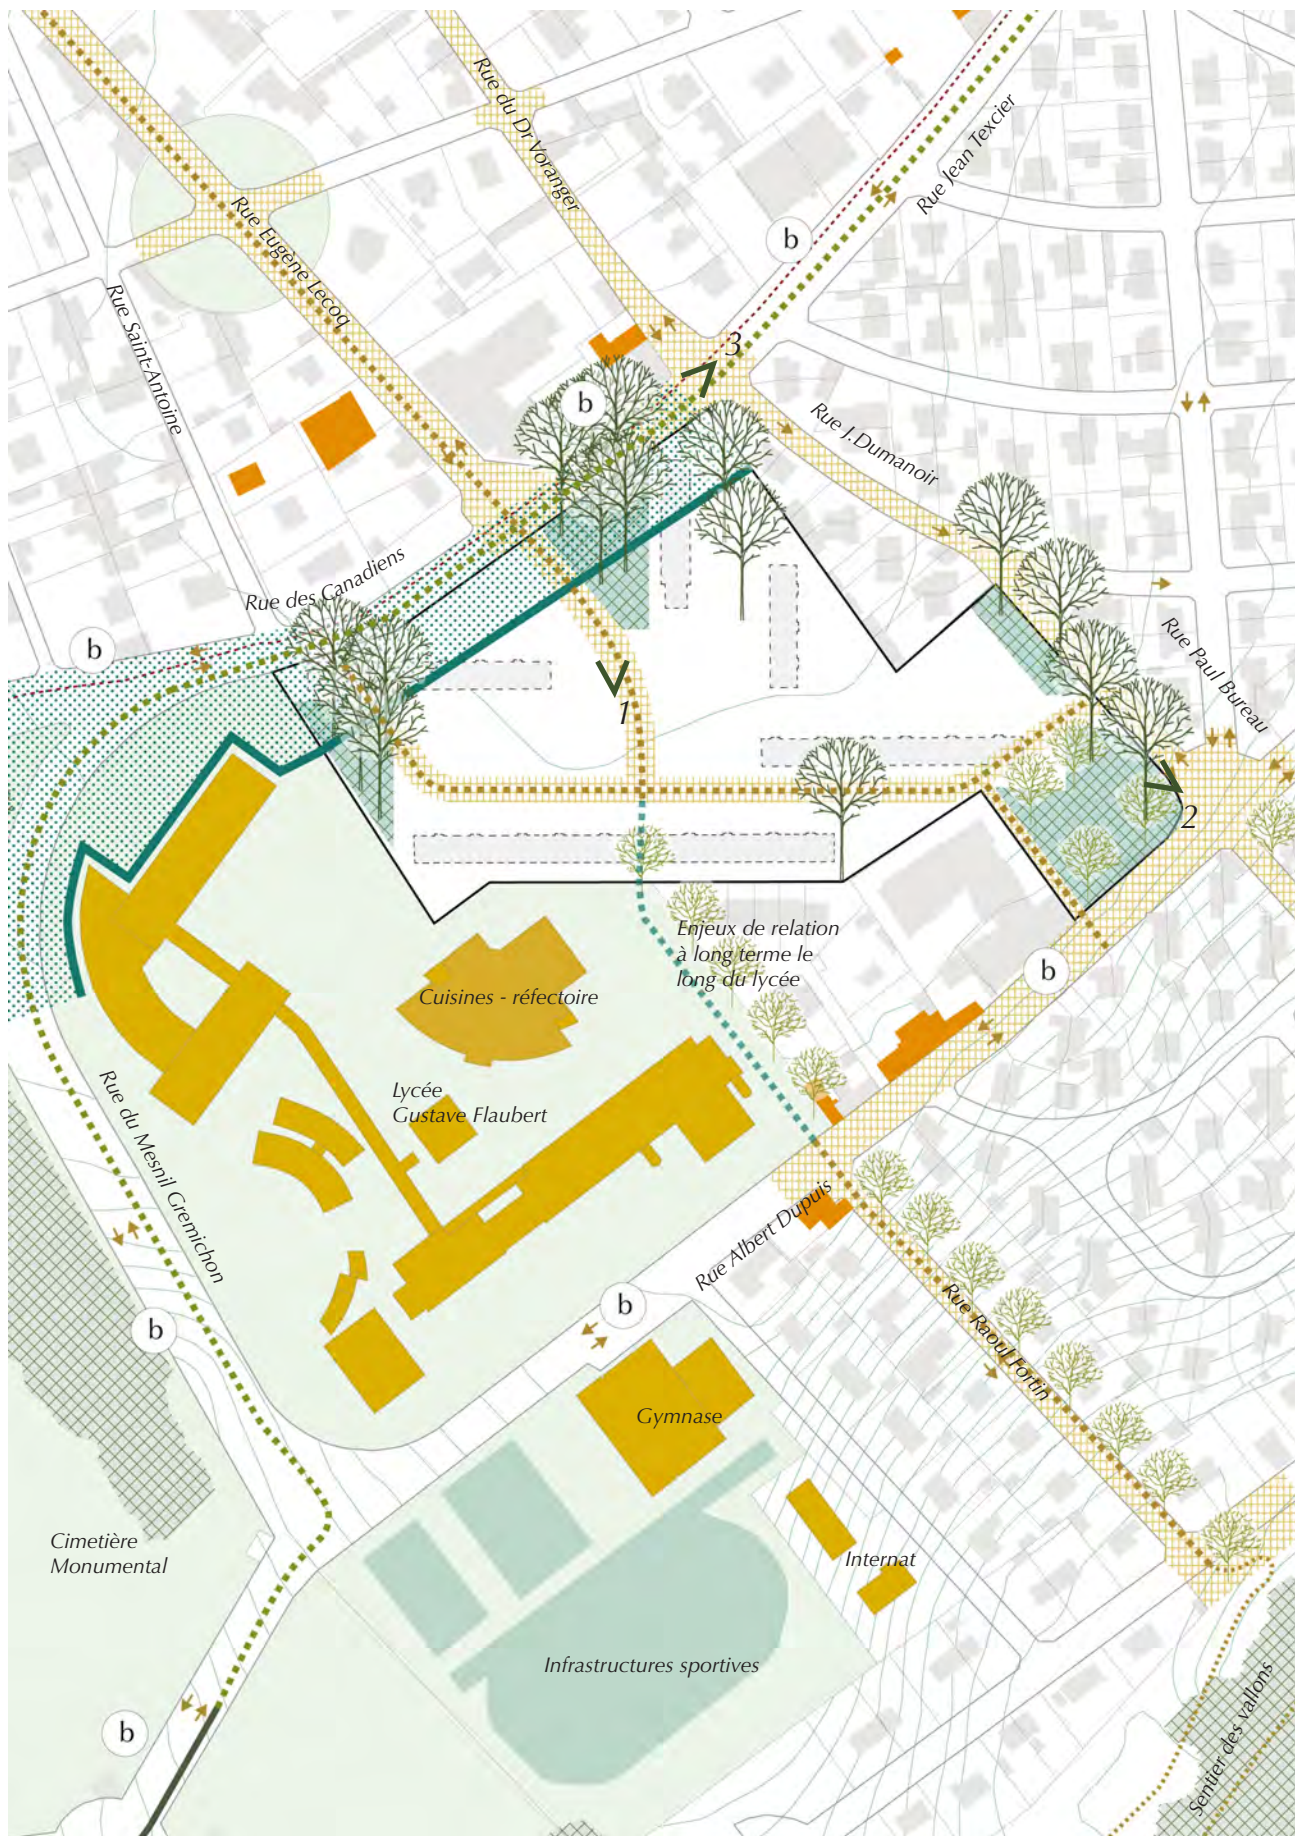 Rue du Dr Voranger
Rue Jean Texcier
Rue Eugène Lecoq
b
Rue Saint-Antoine
3
b
Rue J.Dumanoir
Rue des Canadiens
b
Rue Paul Bureau
1
2
Enjeux de relation
à long terme le
long du lycée
b
Cuisines - réfectoire
Lycée
Gustave Flaubert
Rue du Mesnil Gremichon
Rue Albert Dupuis
b
b
Rue Raoul Fortin
Gymnase
Cimetière
Monumental
Internat
Infrastructures sportives
Sentier des vallons
b